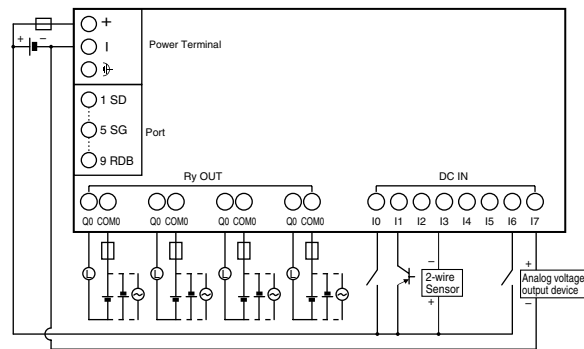 +
+ − I
Power Terminal
1 SD
5 SG
Port
9 RDB
Ry OUT
DC IN
Q0 COM0 Q0 COM0 Q0 COM0 Q0 COM0 I0 I1 I2 I3 I4 I5 I6 I7
L L L L
−
2-wire
Sensor
+
+
Analog voltage
output device
−